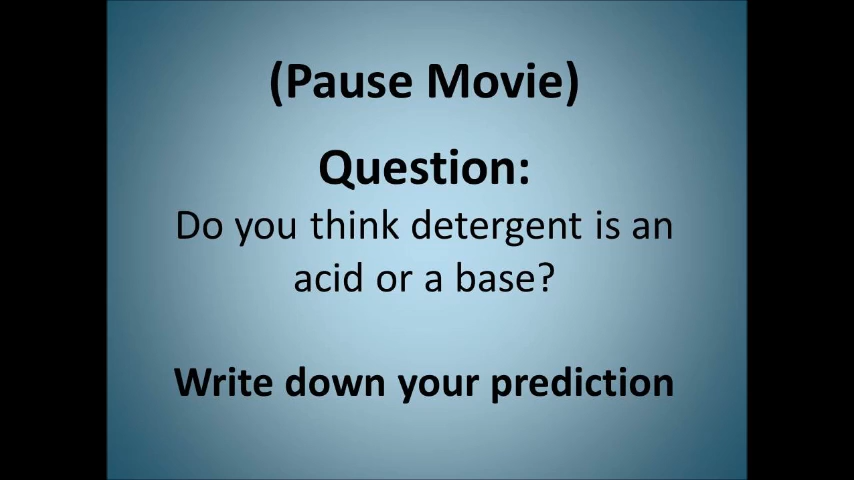 (Pause Movie)
Question:
Do you think detergent is an
acid or a base?
Write down your prediction